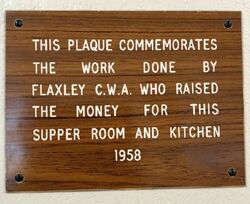 THIS PLAQUE COMMEMORATES
THE WORK DONE BY
FLAXLEY C.W.A. WHO RAISED
THE MONEY FOR THIS
SUPPER ROOM AND KITCHEN
1958